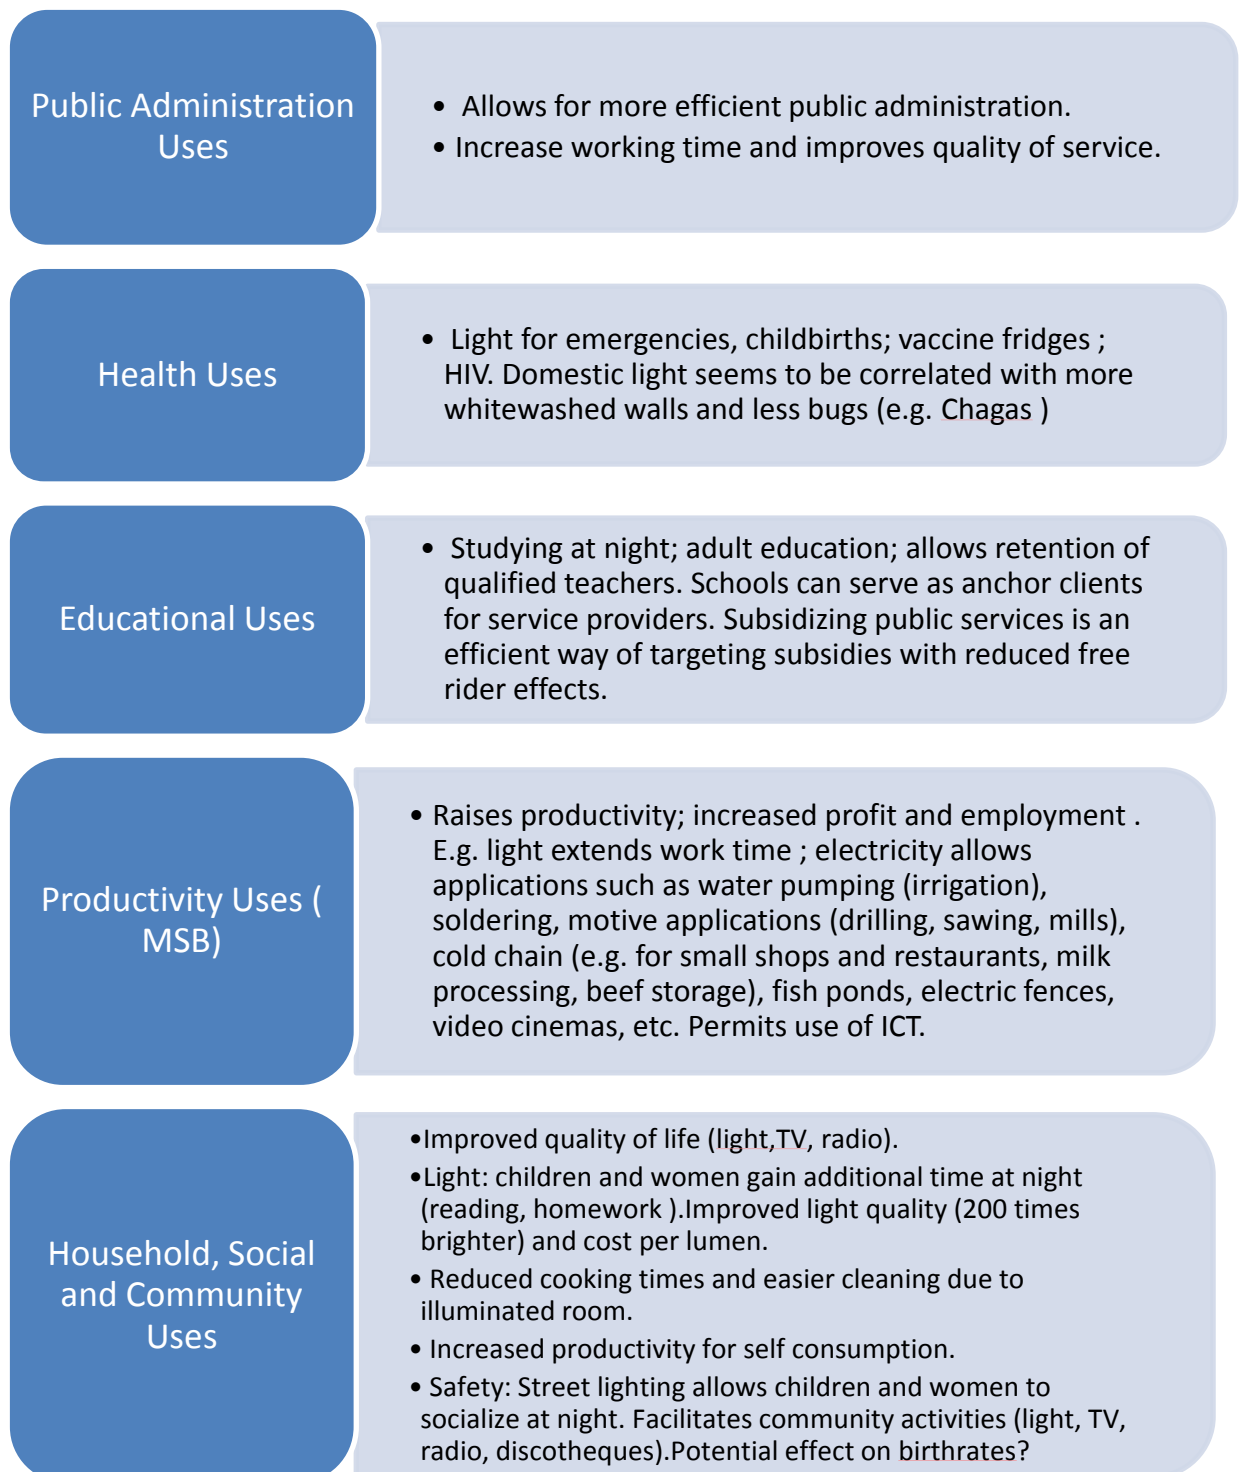 Public Administration
Uses
• Allows for more efficient public administration.
• Increase working time and improves quality of service.
Health Uses
• Light for emergencies, childbirths; vaccine fridges ;
HIV. Domestic light seems to be correlated with more
whitewashed walls and less bugs (e.g. Chagas )
Educational Uses
• Studying at night; adult education; allows retention of
qualified teachers. Schools can serve as anchor clients
for service providers. Subsidizing public services is an
efficient way of targeting subsidies with reduced free
rider effects.
Productivity Uses (
MSB)
• Raises productivity; increased profit and employment .
E.g. light extends work time ; electricity allows
applications such as water pumping (irrigation),
soldering, motive applications (drilling, sawing, mills),
cold chain (e.g. for small shops and restaurants, milk
processing, beef storage), fish ponds, electric fences,
video cinemas, etc. Permits use of ICT.
Household, Social
and Community
Uses
•Improved quality of life (light,TV, radio).
•Light: children and women gain additional time at night
(reading, homework ).Improved light quality (200 times
brighter) and cost per lumen.
• Reduced cooking times and easier cleaning due to
illuminated room.
• Increased productivity for self consumption.
• Safety: Street lighting allows children and women to
socialize at night. Facilitates community activities (light, TV,
radio, discotheques).Potential effect on birthrates?